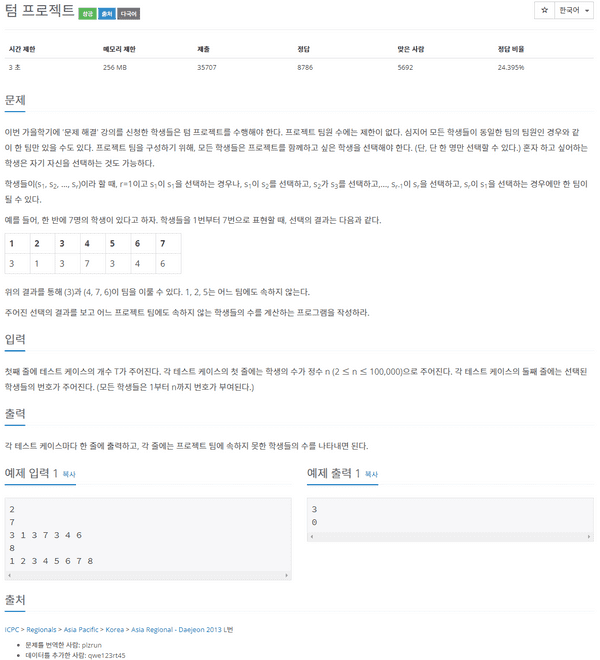 텀 프로젝트 성공 출처 다국어
☆ 한국어
시간 제한 메모리 제한 제출 정답 맞은 사람 정답 비율
3 초 256 MB 35707 8786 5692 24.395%
문제
이번 가을학기에 '문제 해결' 강의를 신청한 학생들은 텀 프로젝트를 수행해야 한다. 프로젝트 팀원 수에는 제한이 없다. 심지어 모든 학생들이 동일한 팀의 팀원인 경우와 같
이 한 팀만 있을 수도 있다. 프로젝트 팀을 구성하기 위해, 모든 학생들은 프로젝트를 함께하고 싶은 학생을 선택해야 한다. (단, 단 한 명만 선택할 수 있다.) 혼자 하고 싶어하는
학생은 자기 자신을 선택하는 것도 가능하다.
학생들이(s1, s2, ..., sr)이라 할 때, r=1이고 s1이 s1을 선택하는 경우나, s1이 s2를 선택하고, s2가 s3를 선택하고,..., sr-1이 sr을 선택하고, sr이 s1을 선택하는 경우에만 한 팀이
될 수 있다.
예를 들어, 한 반에 7명의 학생이 있다고 하자. 학생들을 1번부터 7번으로 표현할 때, 선택의 결과는 다음과 같다.
1 2 3 4 5 6 7
3 1 3 7 3 4 6
위의 결과를 통해 (3)과 (4, 7, 6)이 팀을 이룰 수 있다. 1, 2, 5는 어느 팀에도 속하지 않는다.
주어진 선택의 결과를 보고 어느 프로젝트 팀에도 속하지 않는 학생들의 수를 계산하는 프로그램을 작성하라.
입력
첫째 줄에 테스트 케이스의 개수 T가 주어진다. 각 테스트 케이스의 첫 줄에는 학생의 수가 정수 n (2 ≤ n ≤ 100,000)으로 주어진다. 각 테스트 케이스의 둘째 줄에는 선택된
학생들의 번호가 주어진다. (모든 학생들은 1부터 n까지 번호가 부여된다.)
출력
각 테스트 케이스마다 한 줄에 출력하고, 각 줄에는 프로젝트 팀에 속하지 못한 학생들의 수를 나타내면 된다.
예제 입력 1 복사
2
7
3 1 3 7 3 4 6
8
1 2 3 4 5 6 7 8
예제 출력 1 복사
3
0
출처
ICPC > Regionals > Asia Pacific > Korea > Asia Regional - Daejeon 2013 L번
문제를 번역한 사람: plzrun
데이터를 추가한 사람: qwe123rt45